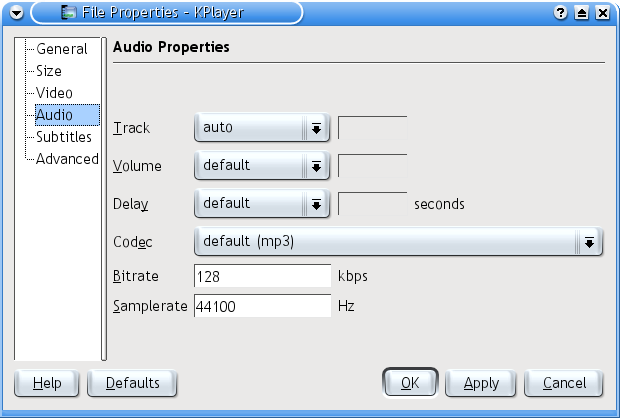 File Properties - KPlayer
General
Size
Video
Audio
Subtitles
Advanced
Audio Properties
Track auto
Volume default
Delay default seconds
Codec default (mp3)
Bitrate 128 kbps
Samplerate 44100 Hz
Help Defaults OK Apply Cancel